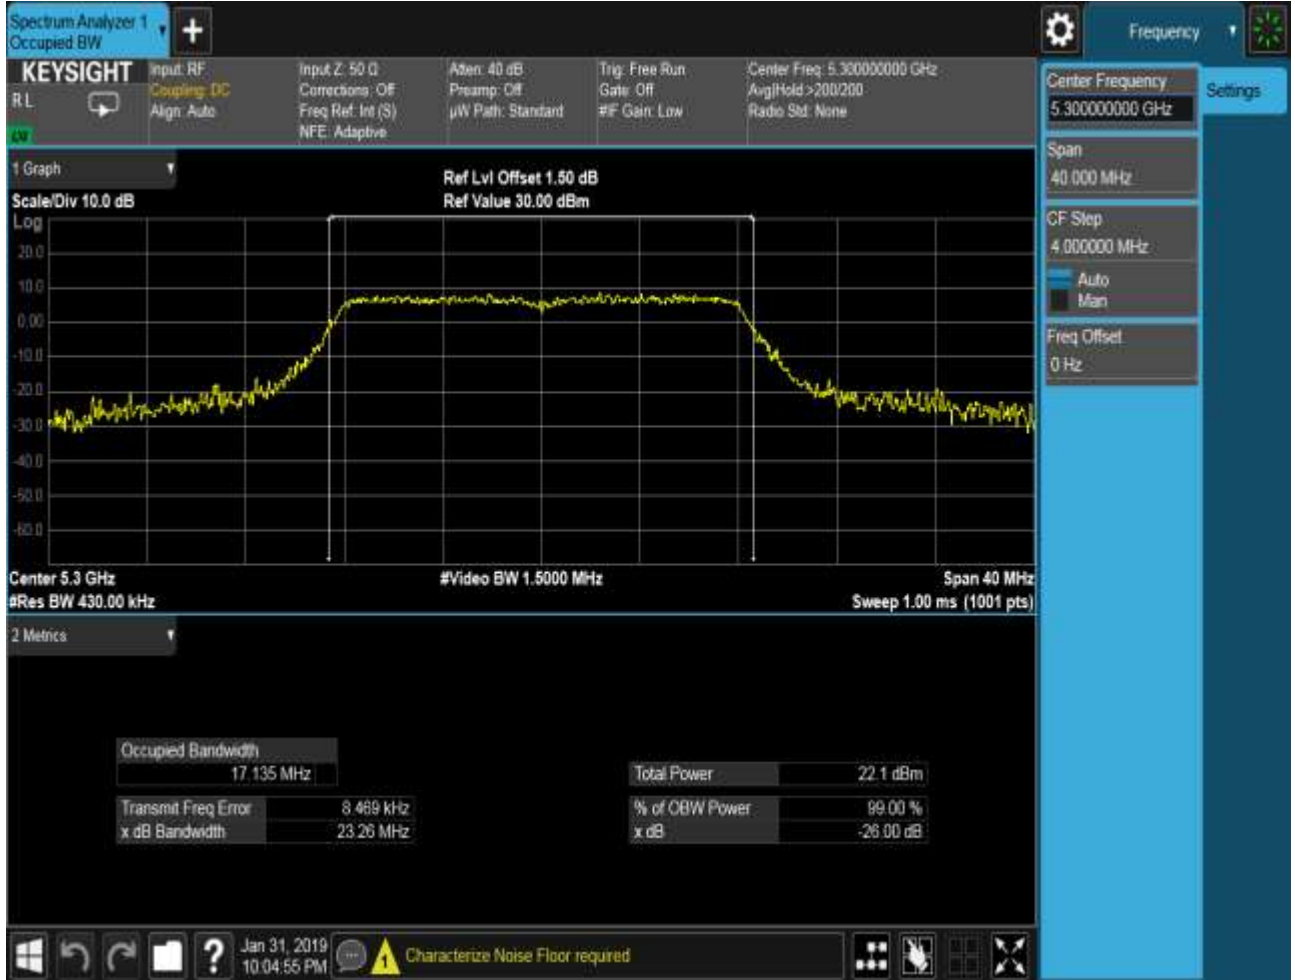 Spectrum Analyzer 1
Occupied BW
Frequency
KEYSIGHT
R L
LXI
Input: RF
Coupling: DC
Align: Auto
Input Z: 50 Ω
Corrections: Off
Freq Ref: Int (S)
NFE: Adaptive
Atten: 40 dB
Preamp: Off
µW Path: Standard
Trig: Free Run
Gate: Off
#IF Gain: Low
Center Freq: 5.300000000 GHz
Avg|Hold:>200/200
Radio Std: None
Center Frequency
5.300000000 GHz
Settings
Span
40.000 MHz
CF Step
4.000000 MHz
Auto
Man
Freq Offset
0 Hz
1 Graph
Scale/Div 10.0 dB
Ref Lvl Offset 1.50 dB
Ref Value 30.00 dBm
Log
20.0
10.0
0.00
-10.0
-20.0
-30.0
-40.0
-50.0
-60.0
Center 5.3 GHz
#Video BW 1.5000 MHz
Span 40 MHz
#Res BW 430.00 kHz
Sweep 1.00 ms (1001 pts)
2 Metrics
Occupied Bandwidth
17.135 MHz
Total Power 22.1 dBm
Transmit Freq Error 8.469 kHz
% of OBW Power 99.00 %
x dB Bandwidth 23.26 MHz
x dB -26.00 dB
?
Jan 31, 2019
10:04:55 PM
1
Characterize Noise Floor required